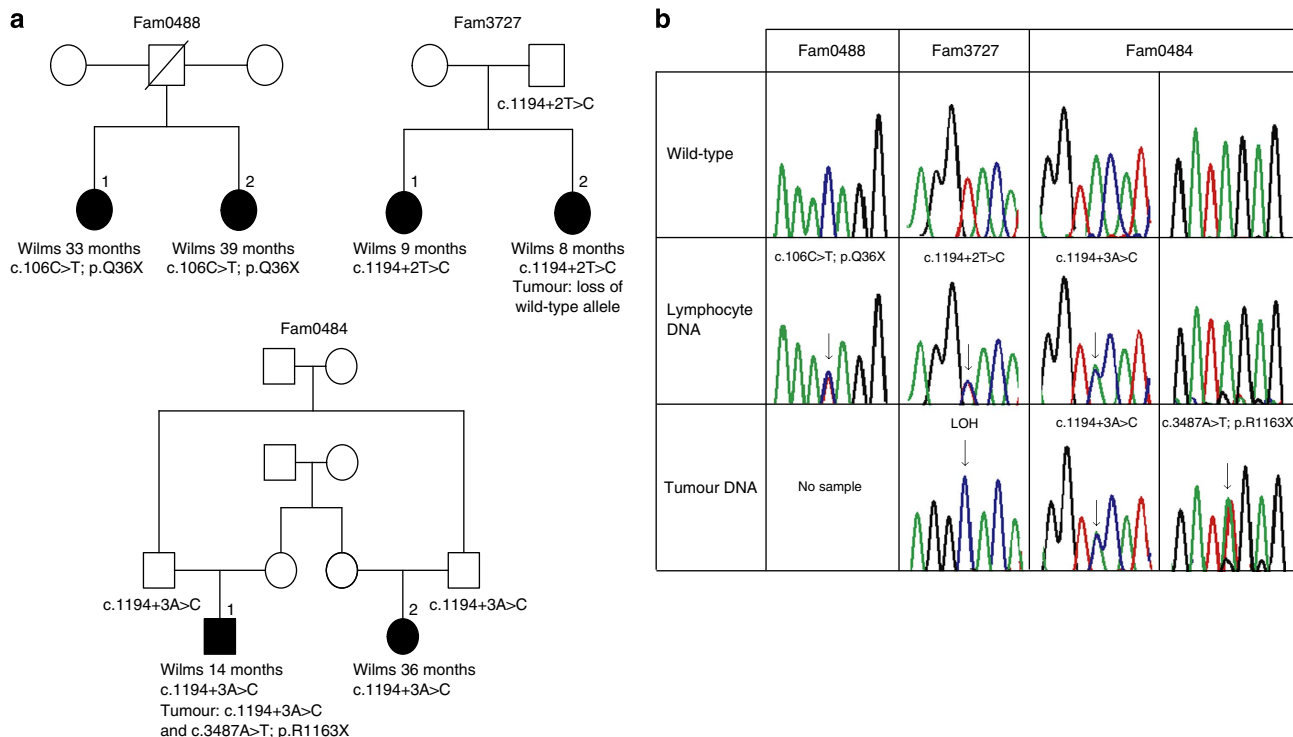 a
Fam0488
Fam3727
c.1194+2T>C
1
2
1
2
Wilms 33 months
c.106C>T; p.Q36X
Wilms 39 months
c.106C>T; p.Q36X
Wilms 9 months
c.1194+2T>C
Wilms 8 months
c.1194+2T>C
Tumour: loss of
wild-type allele
Fam0484
c.1194+3A>C
c.1194+3A>C
1
2
Wilms 14 months
c.1194+3A>C
Tumour: c.1194+3A>C
and c.3487A>T; p.R1163X
Wilms 36 months
c.1194+3A>C
b
Fam0488
Fam3727
Fam0484
Wild-type
Lymphocyte
DNA
c.106C>T; p.Q36X
c.1194+2T>C
c.1194+3A>C
Tumour DNA
No sample
LOH
c.1194+3A>C
c.3487A>T; p.R1163X